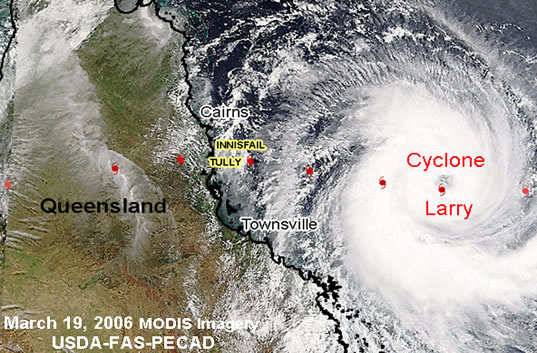 Cairns
INNISFAIL
TULLY
Cyclone
Larry
Queensland
Townsville
March 19, 2006 MODIS Imagery
USDA-FAS-PECAD